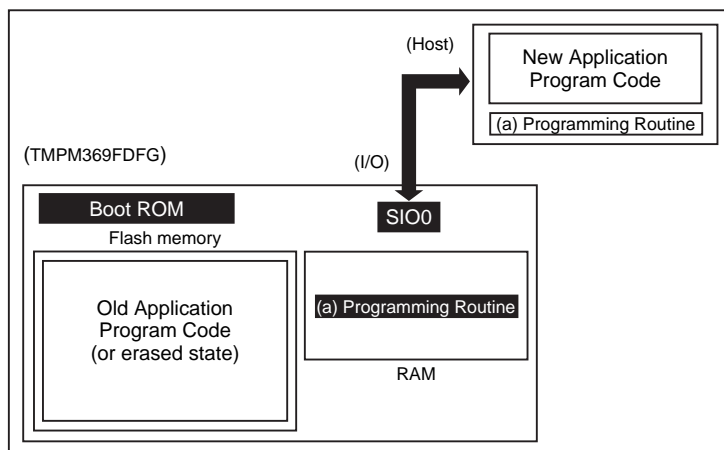 (Host)
New Application
Program Code
(a) Programming Routine
(TMPM369FDFG)
(I/O)
Boot ROM
SIO0
Flash memory
Old Application
Program Code
(or erased state)
(a) Programming Routine
RAM